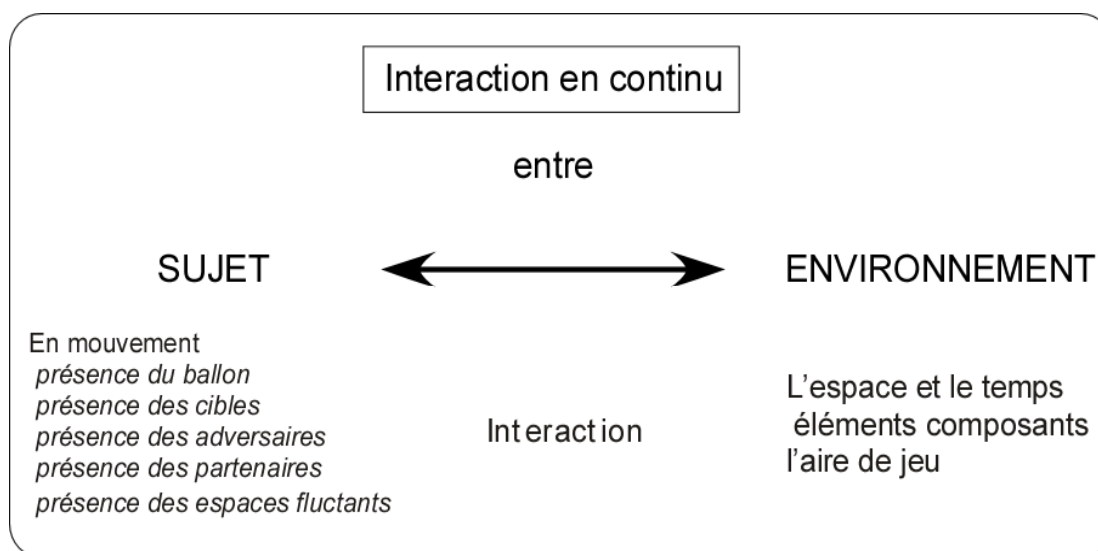 Interaction en continu
entre
SUJET
ENVIRONNEMENT
En mouvement
présence du ballon
présence des cibles
présence des adversaires
présence des partenaires
présence des espaces fluctants
Interaction
L'espace et le temps
éléments composants
l'aire de jeu